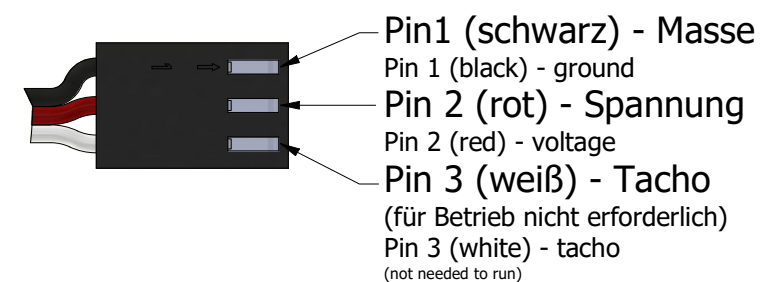 Pin1 (schwarz) - Masse
Pin 1 (black) - ground
Pin 2 (rot) - Spannung
Pin 2 (red) - voltage
Pin 3 (weiß) - Tacho
(für Betrieb nicht erforderlich)
Pin 3 (white) - tacho
(not needed to run)